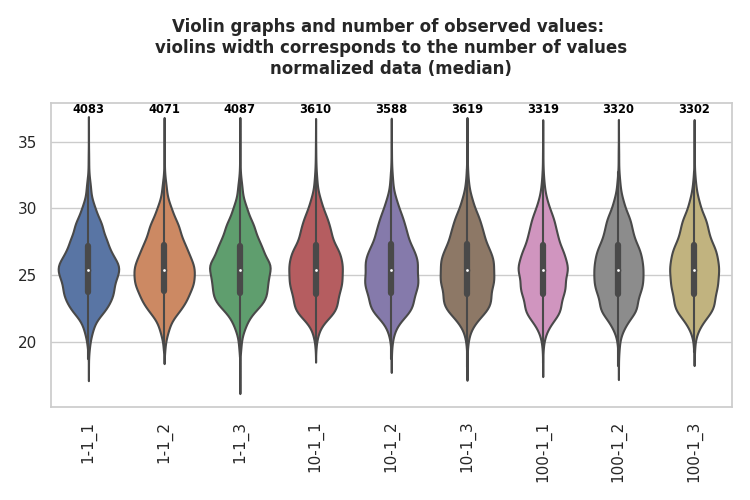 Violin graphs and number of observed values:
violins width corresponds to the number of values
normalized data (median)
4083 4071 4087 3610 3588 3619 3319 3320 3302
35
30
25
20
1-1_1 1-1_2 1-1_3 10-1_1 10-1_2 10-1_3 100-1_1 100-1_2 100-1_3